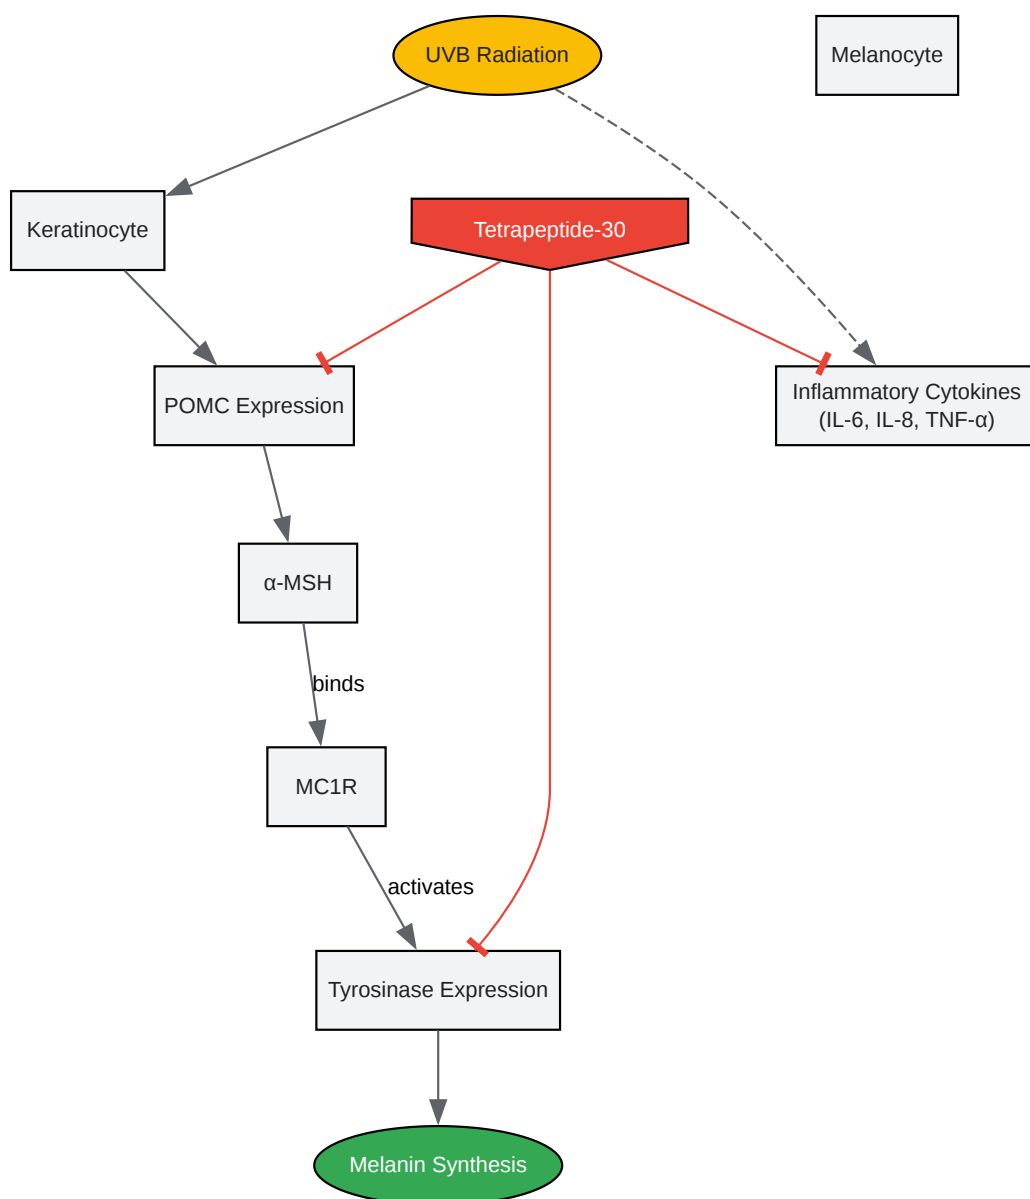 UVB Radiation
Melanocyte
Keratinocyte
Tetrapeptide-30
POMC Expression
Inflammatory Cytokines
(IL-6, IL-8, TNF-α)
α-MSH
binds
MC1R
activates
Tyrosinase Expression
Melanin Synthesis